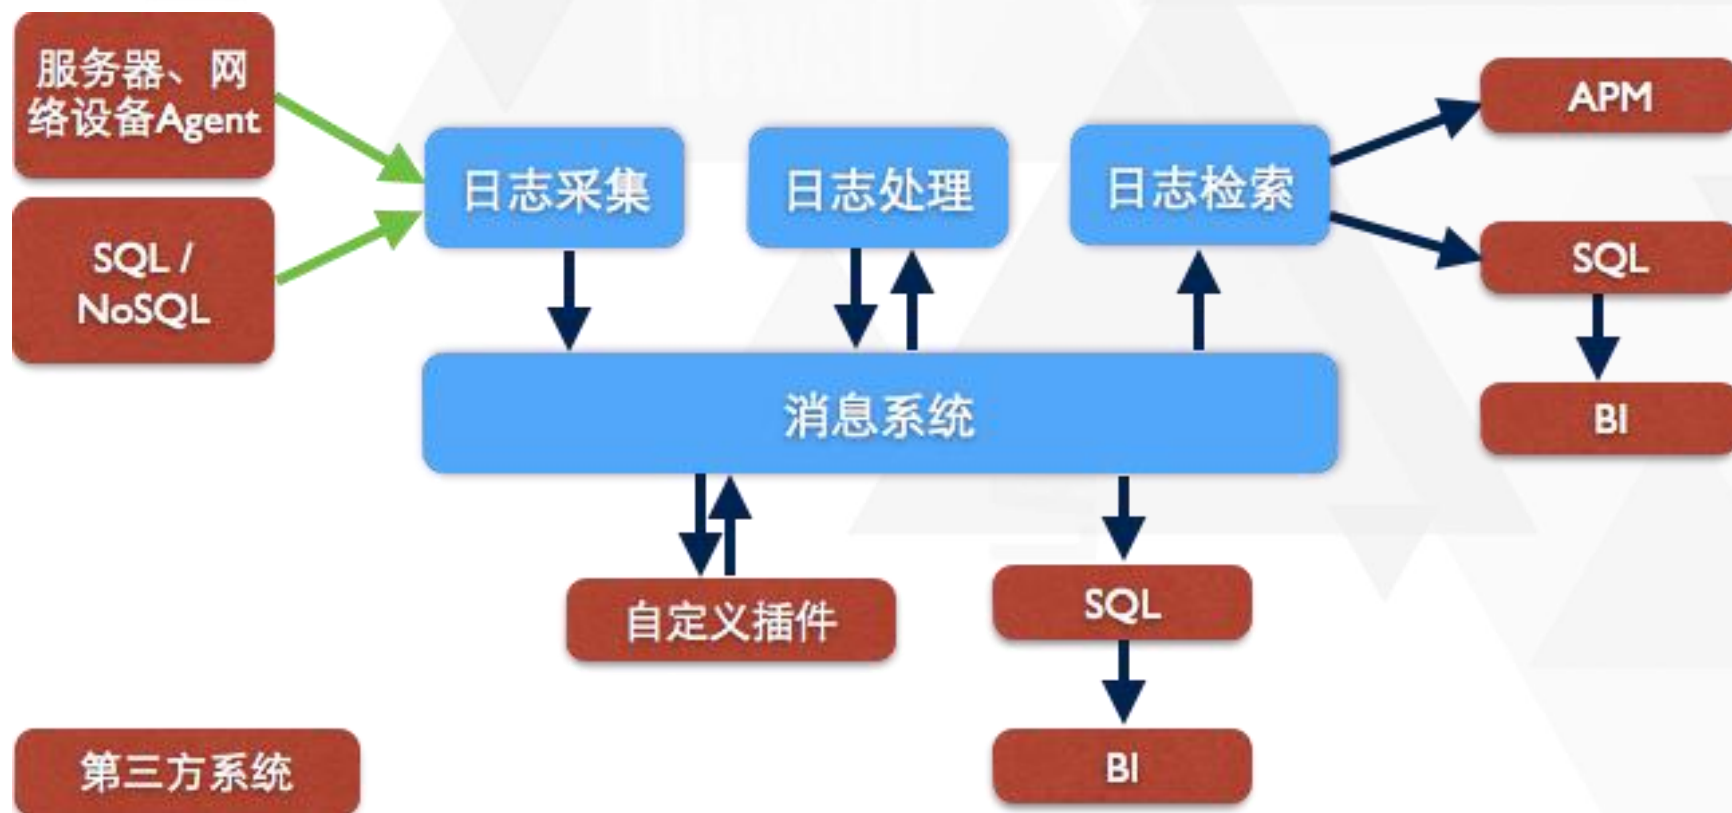 服务器、网
络设备Agent
SQL /
NoSQL
日志采集
日志处理
日志检索
APM
SQL
BI
消息系统
自定义插件
SQL
BI
第三方系统